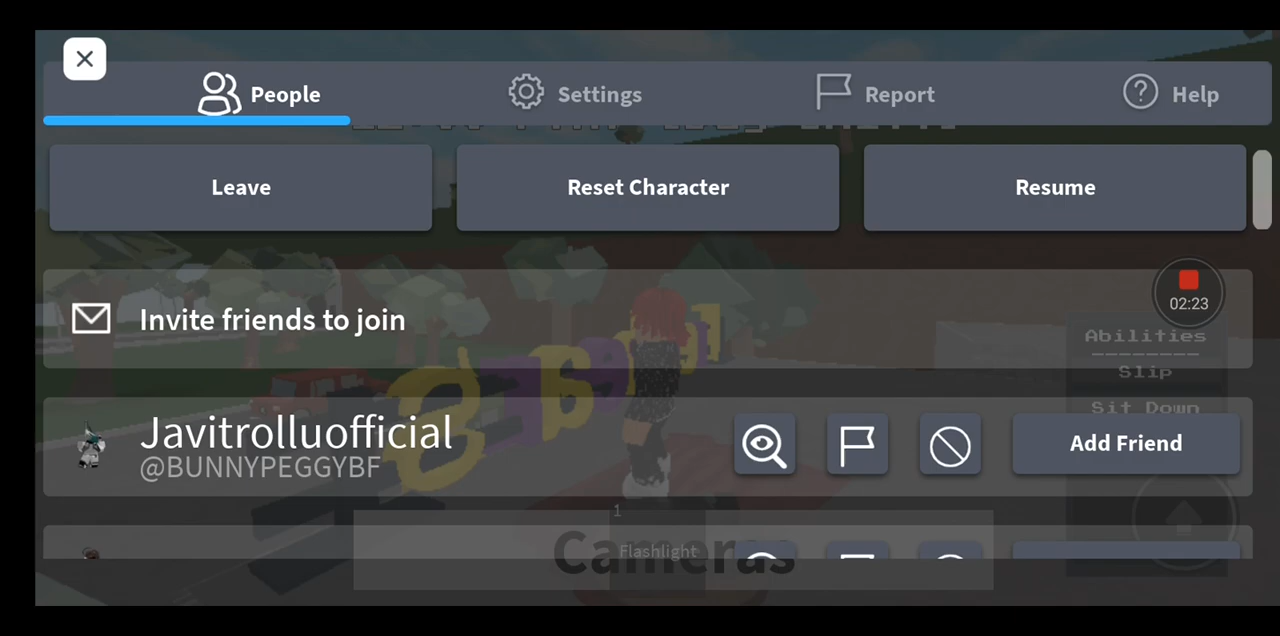 People
Settings
Report
Help
Leave
Reset Character
Resume
Invite friends to join
02:23
Abilities
--------
Slip
Sit Down
Javitrolluofficial
@BUNNYPEGGYBF
Add Friend
1
Flashlight
Cameras